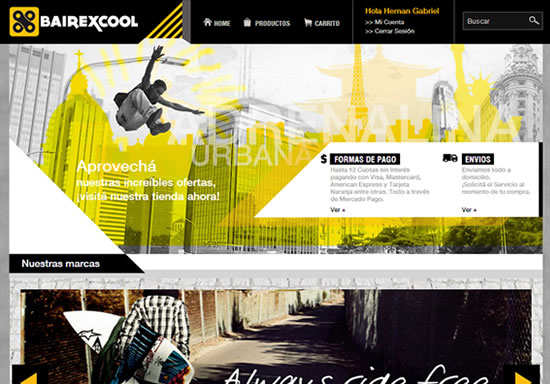 BAIREXCOOL
HOME
PRODUCTOS
CARRITO
Hola Hernan Gabriel
>> Mi Cuenta
>> Cerrar Sesión
Buscar
ADRENALINA
URBANA
Aprovechá
nuestras increíbles ofertas,
¡visitá nuestra tienda ahora!
$ FORMAS DE PAGO
Hasta 12 Cuotas sin Interés
pagando con Visa, Mastercard,
American Express y Tarjeta
Naranja entre otras. Todo a través
de Mercado Pago.
Ver +
ENVIOS
Enviamos todo a
domicilio.
¡Solicitá el Servicio al
momento de tu compra.
Ver +
Nuestras marcas
Always ride free